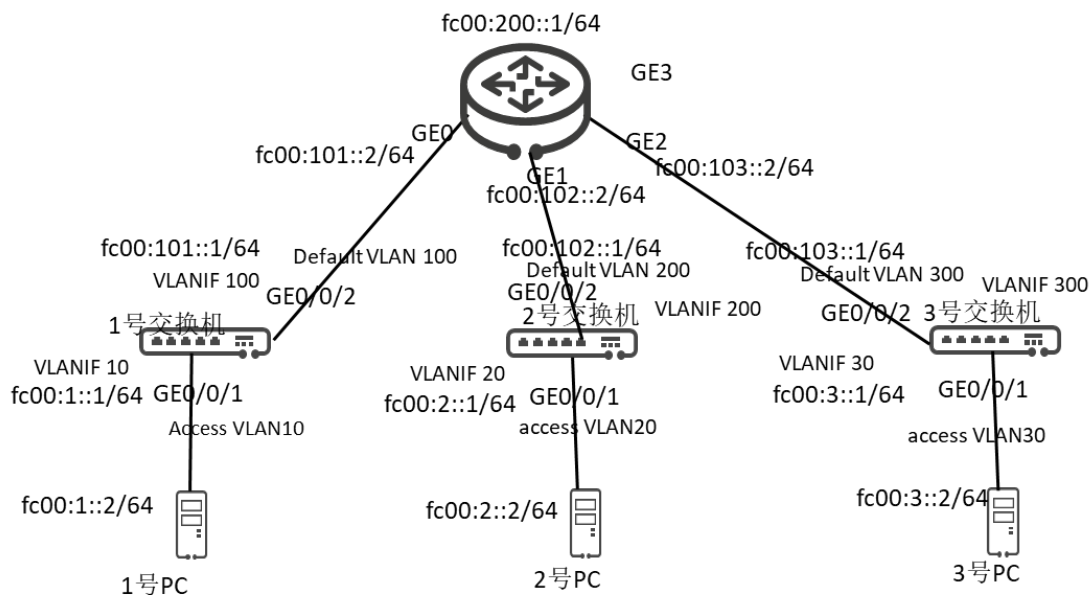 fc00:200::1/64
GE3
GE0
GE2
fc00:101::2/64
fc00:103::2/64
GE1
fc00:102::2/64
fc00:101::1/64
Default VLAN 100
fc00:102::1/64
fc00:103::1/64
VLANIF 100
Default VLAN 200
Default VLAN 300
VLANIF 300
GE0/0/2
GE0/0/2
VLANIF 200
GE0/0/2
1号交换机
2号交换机
3号交换机
VLANIF 10
VLANIF 20
VLANIF 30
fc00:1::1/64
GE0/0/1
fc00:2::1/64
GE0/0/1
fc00:3::1/64
GE0/0/1
Access VLAN10
access VLAN20
access VLAN30
fc00:1::2/64
fc00:2::2/64
fc00:3::2/64
1号PC
2号PC
3号PC